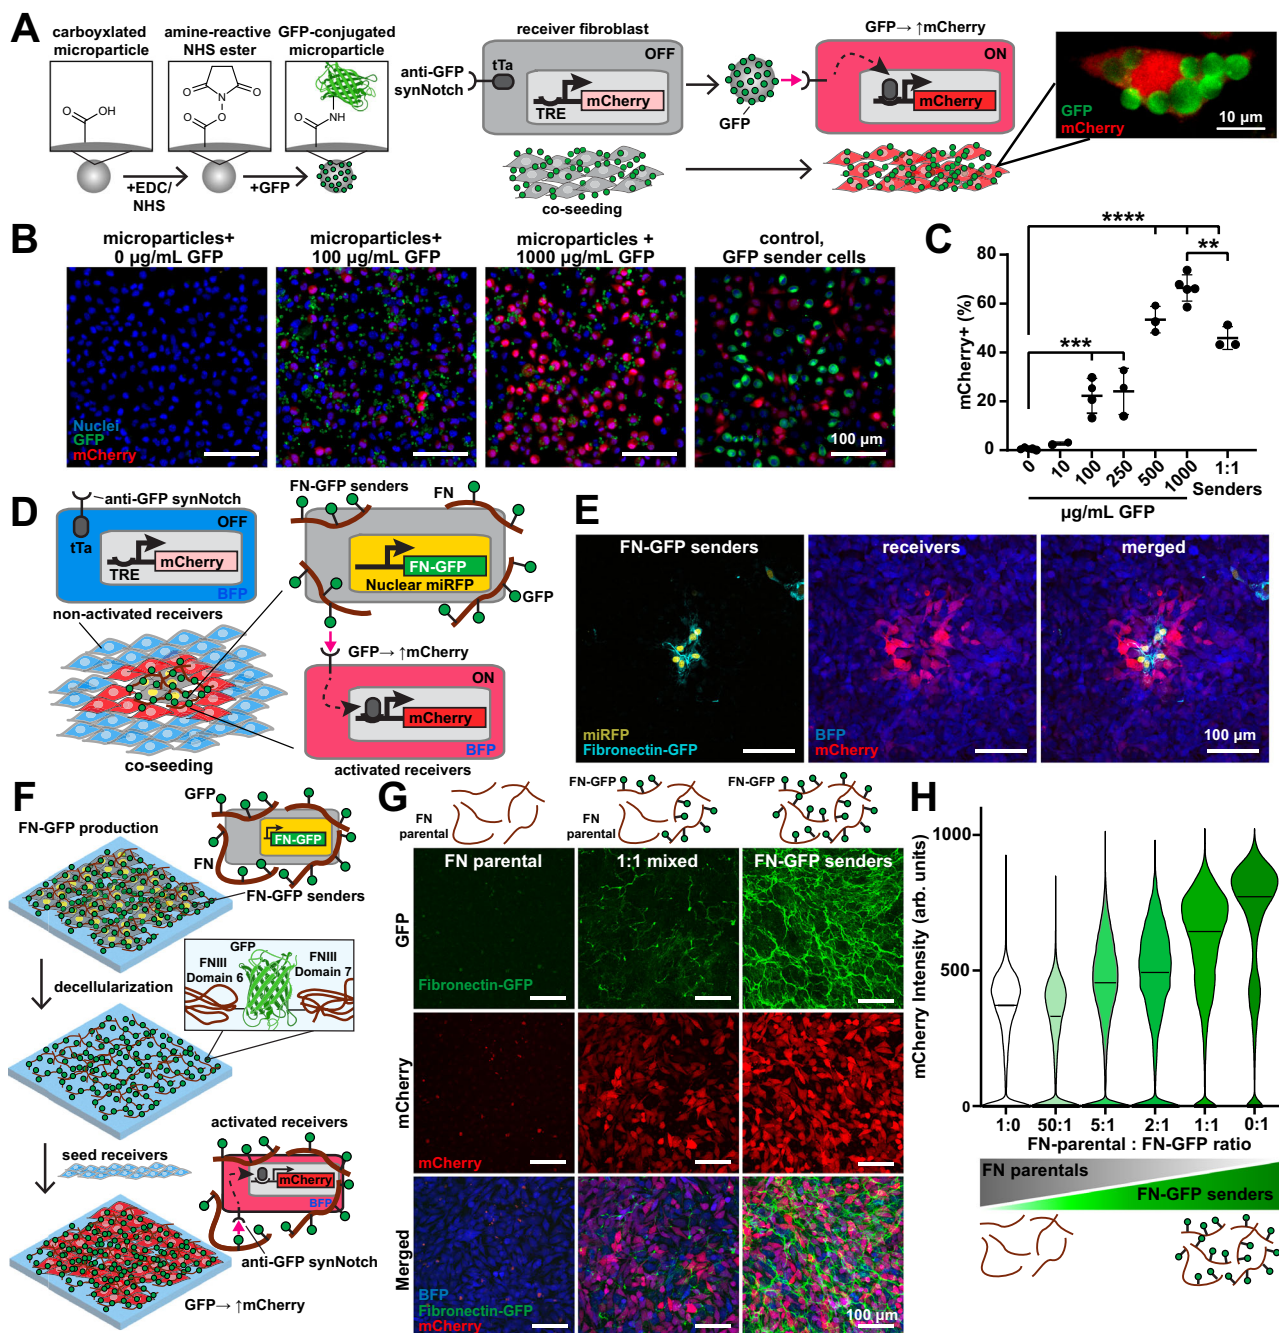 A
carboyxlated
microparticle
amine-reactive
NHS ester
GFP-conjugated
microparticle
O
OH
O
N
O
O
O
O
NH
+EDC/
NHS
+GFP
receiver fibroblast
OFF
anti-GFP
synNotch
tTa
TRE
mCherry
GFP
GFP→ ↑mCherry
ON
mCherry
co-seeding
GFP
mCherry
10 µm
B
microparticles+
0 µg/mL GFP
microparticles+
100 µg/mL GFP
microparticles +
1000 µg/mL GFP
control,
GFP sender cells
Nuclei
GFP
mCherry
100 µm
C
****
**
***
mCherry+ (%)
80
60
40
20
0
0
10
100
250
500
1000
1:1
Senders
µg/mL GFP
D
anti-GFP synNotch
OFF
tTa
TRE
mCherry
BFP
non-activated receivers
co-seeding
FN-GFP senders
FN
FN-GFP
Nuclear miRFP
GFP
GFP→ ↑mCherry
ON
mCherry
BFP
activated receivers
E
FN-GFP senders
receivers
merged
miRFP
Fibronectin-GFP
BFP
mCherry
100 µm
F
GFP
FN-GFP production
FN-GFP
FN
FN-GFP senders
decellularization
GFP
FNIII
Domain 6
FNIII
Domain 7
seed receivers
activated receivers
mCherry
BFP
anti-GFP synNotch
GFP→ ↑mCherry
G
FN
parental
FN-GFP
FN
parental
FN-GFP
FN parental
1:1 mixed
FN-GFP senders
GFP
Fibronectin-GFP
mCherry
mCherry
Merged
BFP
Fibronectin-GFP
mCherry
100 µm
H
mCherry Intensity (arb. units)
1000
500
0
1:0
50:1
5:1
2:1
1:1
0:1
FN-parental : FN-GFP ratio
FN parentals
FN-GFP senders